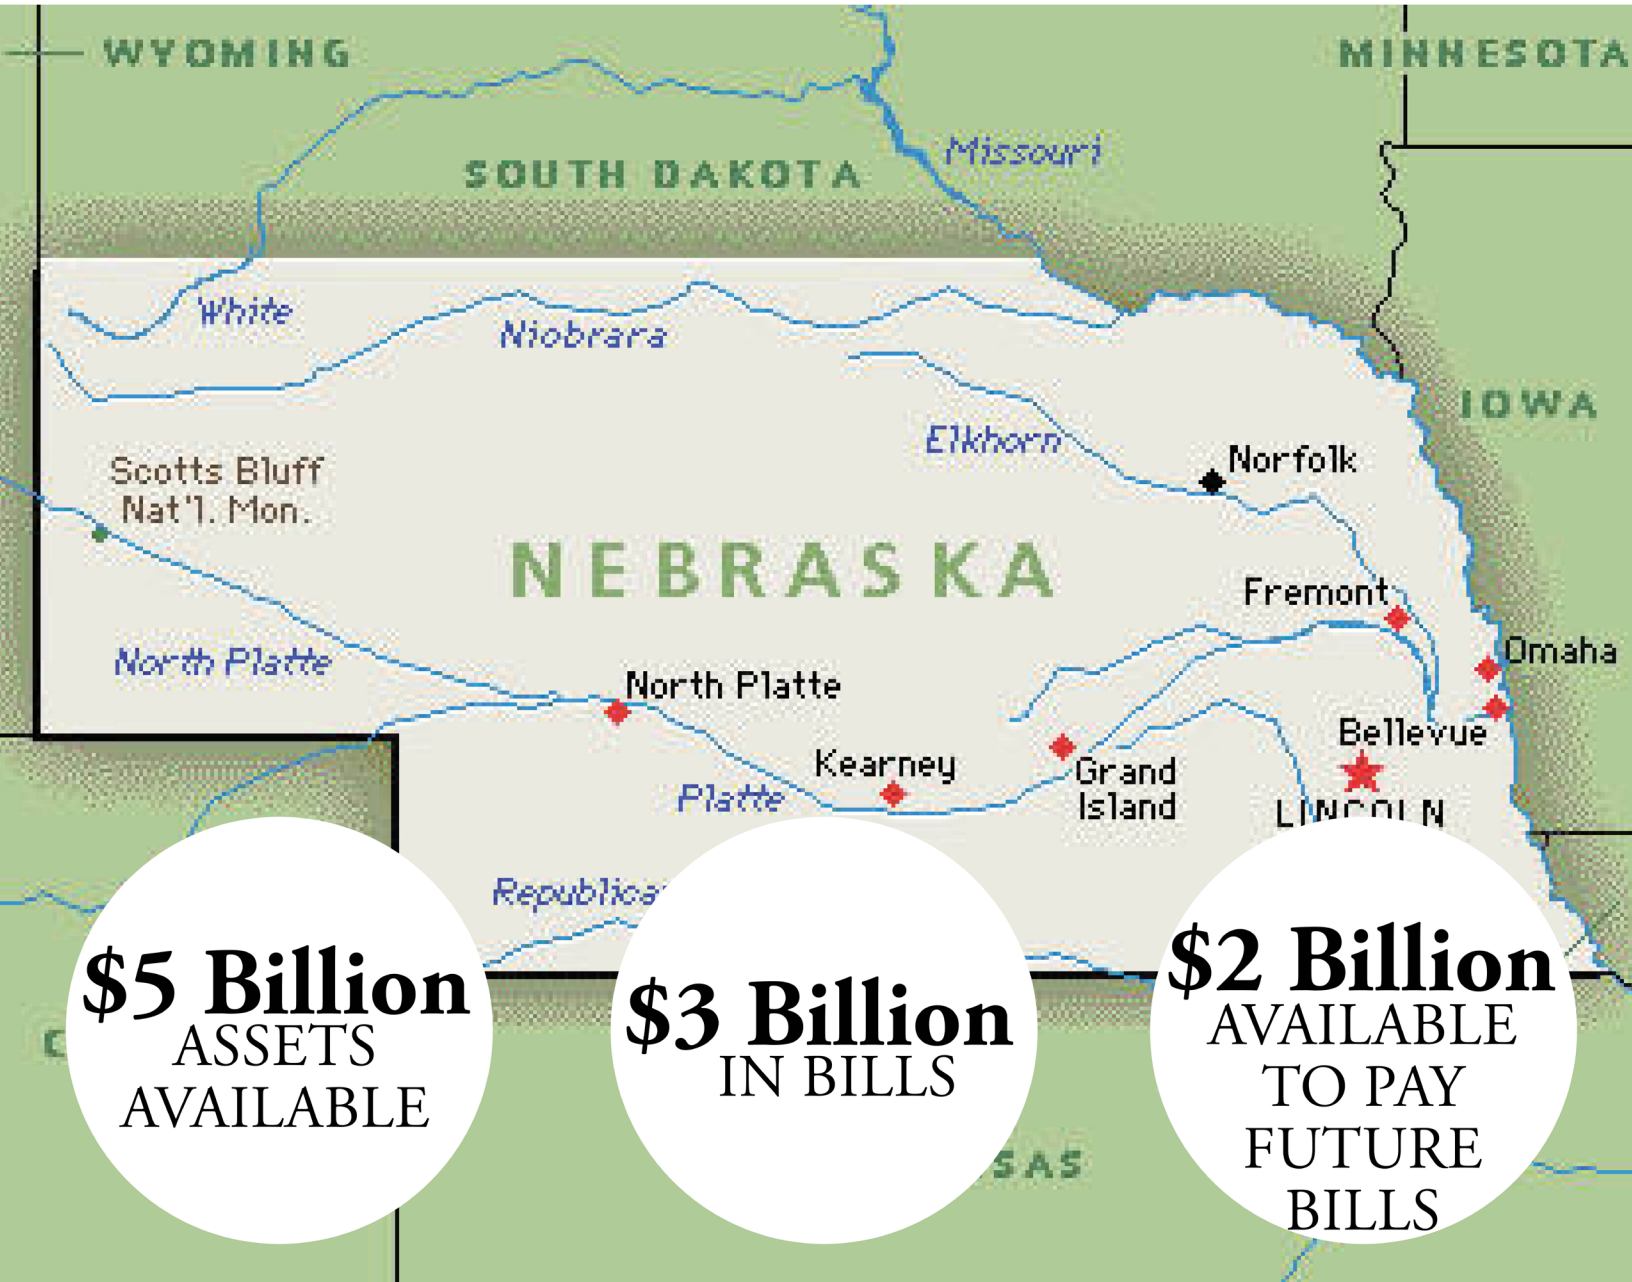 WYOMING
MINNESOTA
Missouri
SOUTH DAKOTA
White
Niobrara
IOWA
Elkhorn
Norfolk
Scotts Bluff
Nat'l. Mon.
NEBRASKA
Fremont
Omaha
North Platte
North Platte
Bellevue
Kearney
Grand
Island
Platte
LINCOLN
$5 Billion
ASSETS
AVAILABLE
$3 Billion
IN BILLS
$2 Billion
AVAILABLE
TO PAY
FUTURE
BILLS